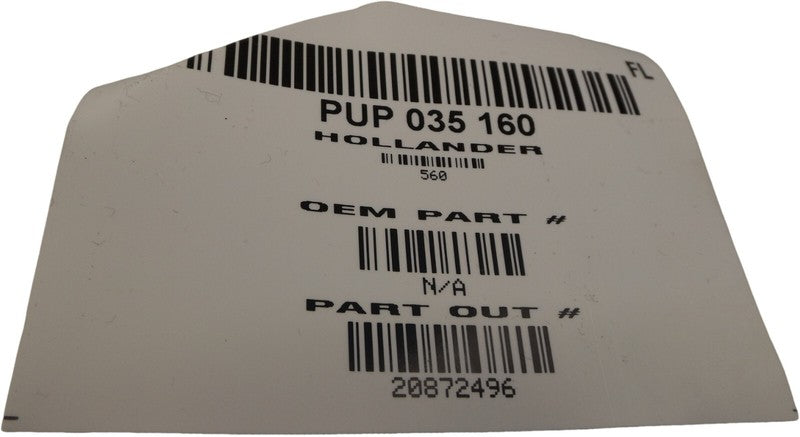 FL
PUP 035 160
HOLLANDER
560
OEM PART #
N/A
PART OUT #
20872496